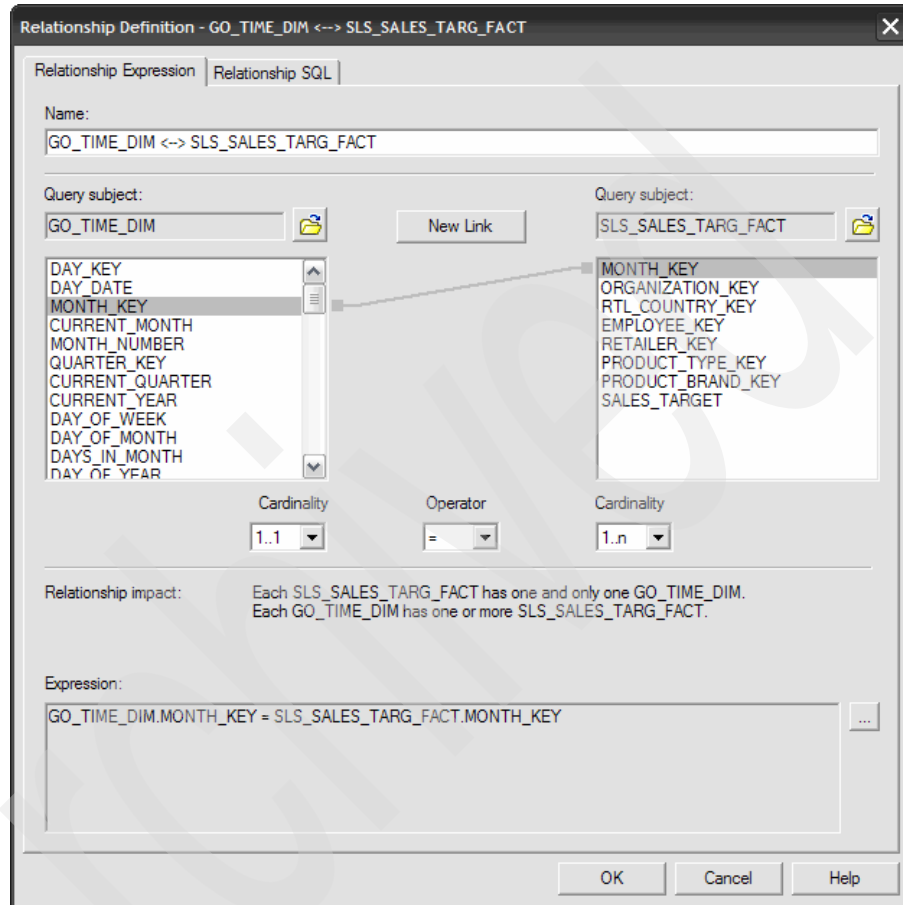 Relationship Definition - GO_TIME_DIM <--> SLS_SALES_TARG_FACT
Relationship Expression
Relationship SQL
Name:
GO_TIME_DIM <--> SLS_SALES_TARG_FACT
Query subject:
Query subject:
GO_TIME_DIM
New Link
SLS_SALES_TARG_FACT
DAY_KEY
DAY_DATE
MONTH_KEY
CURRENT_MONTH
MONTH_NUMBER
QUARTER_KEY
CURRENT_QUARTER
CURRENT_YEAR
DAY_OF_WEEK
DAY_OF_MONTH
DAYS_IN_MONTH
DAY_OF_YEAR
MONTH_KEY
ORGANIZATION_KEY
RTL_COUNTRY_KEY
EMPLOYEE_KEY
RETAILER_KEY
PRODUCT_TYPE_KEY
PRODUCT_BRAND_KEY
SALES_TARGET
Cardinality
Operator
Cardinality
1..1
=
1..n
Relationship impact:
Each SLS_SALES_TARG_FACT has one and only one GO_TIME_DIM.
Each GO_TIME_DIM has one or more SLS_SALES_TARG_FACT.
Expression:
GO_TIME_DIM.MONTH_KEY = SLS_SALES_TARG_FACT.MONTH_KEY
...
OK
Cancel
Help